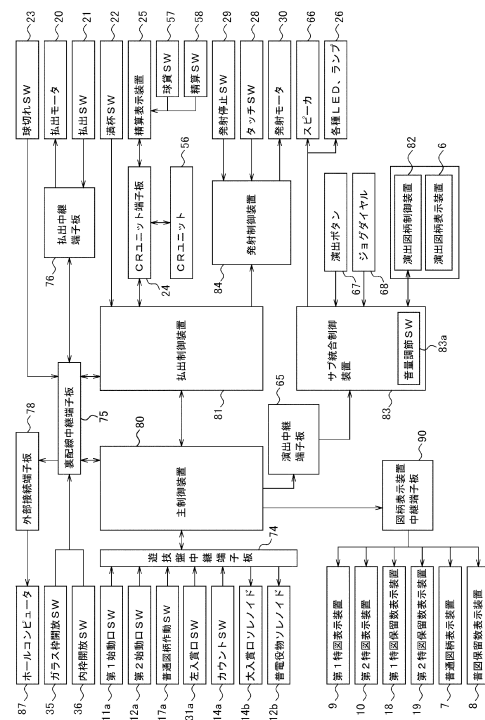 87 ホールコンピュータ
35 ガラス枠開放SW
36 内枠開放SW
11a 第1始動口SW
12a 第2始動口SW
17a 普通図柄作動SW
31a 左入賞口SW
14a カウントSW
14b 大入賞口ソレノイド
12b 普電役物ソレノイド
9 第1特図表示装置
10 第2特図表示装置
18 第1特図保留数表示装置
19 第2特図保留数表示装置
7 普通図柄表示装置
8 普図保留数表示装置
外部接続端子板 78
裏配線中継端子板
75
遊技盤中継端子板
74
主制御装置
80
演出中継
端子板
65
図柄表示装置
中継端子板
90
払出中継
端子板
76
払出制御装置
81
CRユニット端子板
24
CRユニット
56
発射制御装置
84
サブ統合制御
装置
83
音量調節SW
83a
演出ボタン
67
ジョグダイヤル
68
演出図柄制御装置
82
演出図柄表示装置
6
球切れSW 23
払出モータ 20
払出SW 21
満杯SW 22
精算表示装置 25
球貸SW 57
精算SW 58
発射停止SW 29
タッチSW 28
発射モータ 30
スピーカ 66
各種LED、ランプ 26